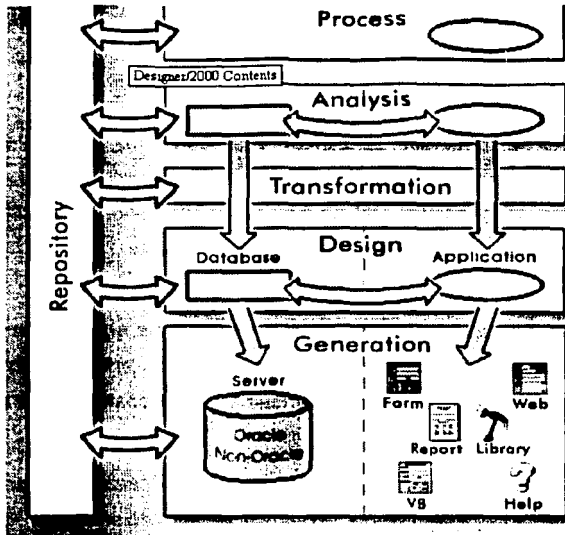 Process
Designer/2000 Contents
Analysis
Transformation
Repository
Design
Database
Application
Generation
Server
Oracle
Non-Oracle
Form
Web
Report
Library
VB
Help